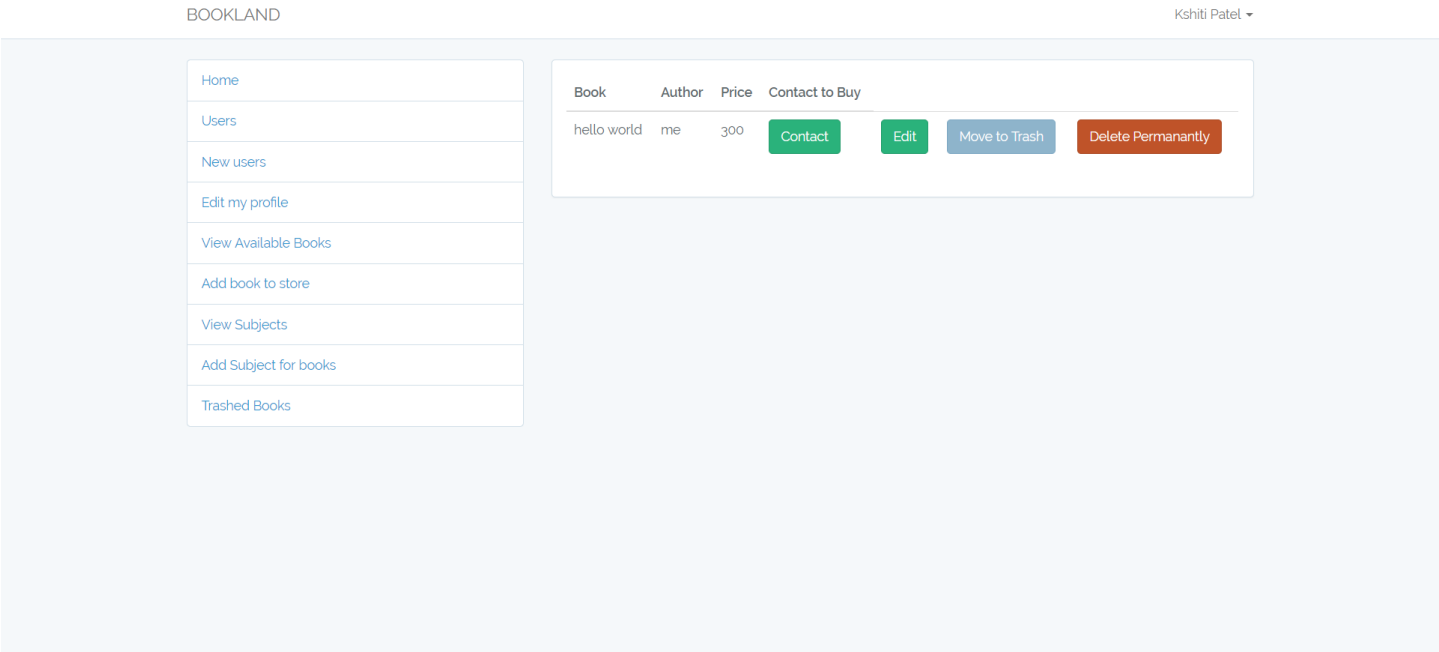 BOOKLAND
Kshiti Patel
Home
Users
New users
Edit my profile
View Available Books
Add book to store
View Subjects
Add Subject for books
Trashed Books
Book Author Price Contact to Buy
hello world me 300 Contact Edit Move to Trash Delete Permanantly